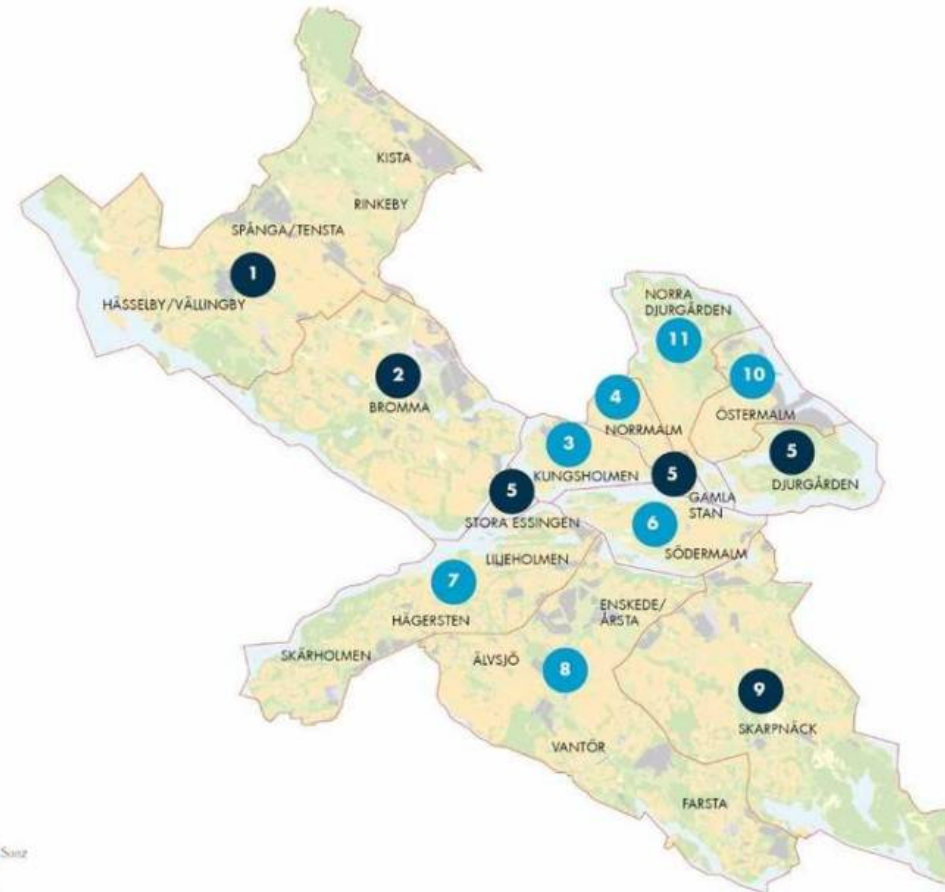 KISTA
RINKEBY
SPÅNGA/TENSTA
1
HÄSSELBY/VÄLLINGBY
2
BROMMA
NORRA
DJURGÅRDEN
11
10
ÖSTERMALM
4
NORRMALM
3
KUNGSHOLMEN
5
DJURGÅRDEN
5
GAMLA
STAN
5
STORA ESSINGEN
6
SÖDERMALM
LILJEHOLMEN
7
HÄGERSTEN
SKÄRHOLMEN
ENSKEDE/
ÅRSTA
ÄLVSJÖ
8
VANTÖR
9
SKARPNÄCK
FARSTA